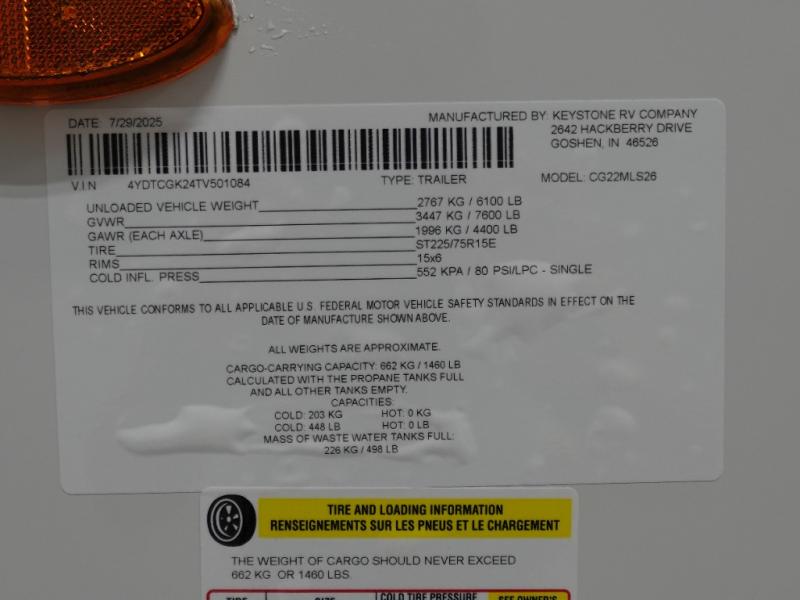 DATE: 7/29/2025 MANUFACTURED BY: KEYSTONE RV COMPANY
2642 HACKBERRY DRIVE
GOSHEN, IN 46526
V.I.N 4YDTCGK24TV501084 TYPE: TRAILER MODEL: CG22MLS26
UNLOADED VEHICLE WEIGHT 2767 KG / 6100 LB
GVWR 3447 KG / 7600 LB
GAWR (EACH AXLE) 1996 KG / 4400 LB
TIRE ST225/75R15E
RIMS 15x6
COLD INFL. PRESS 552 KPA / 80 PSI/LPC - SINGLE
THIS VEHICLE CONFORMS TO ALL APPLICABLE U.S. FEDERAL MOTOR VEHICLE SAFETY STANDARDS IN EFFECT ON THE
DATE OF MANUFACTURE SHOWN ABOVE.
ALL WEIGHTS ARE APPROXIMATE.
CARGO-CARRYING CAPACITY: 662 KG / 1460 LB
CALCULATED WITH THE PROPANE TANKS FULL
AND ALL OTHER TANKS EMPTY.
CAPACITIES:
COLD: 203 KG HOT: 0 KG
COLD: 448 LB HOT: 0 LB
MASS OF WASTE WATER TANKS FULL:
226 KG / 498 LB
TIRE AND LOADING INFORMATION
RENSEIGNEMENTS SUR LES PNEUS ET LE CHARGEMENT
THE WEIGHT OF CARGO SHOULD NEVER EXCEED
662 KG OR 1460 LBS.
TIRE SIZE COLD TIRE PRESSURE SEE OWNER'S